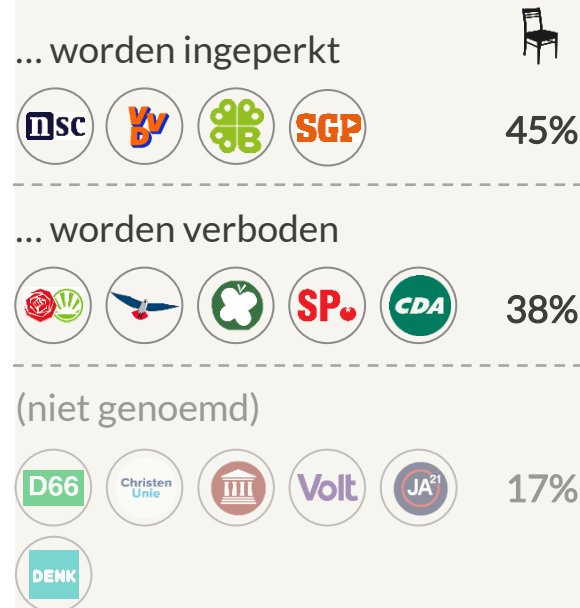 ... worden ingeperkt
nsc VVD B SGP 45%
... worden verboden
SP. CDA 38%
(niet genoemd)
D66 Christen Unie Volt JA21 17%
DENK